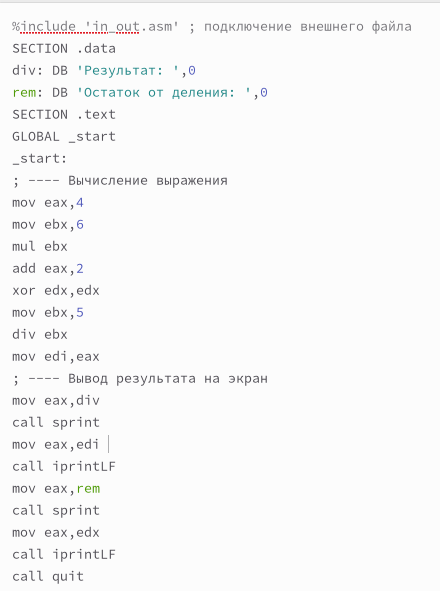 %include 'in_out.asm' ; подключение внешнего файла
SECTION .data
div: DB 'Результат: ',0
rem: DB 'Остаток от деления: ',0
SECTION .text
GLOBAL _start
_start:
; ---- Вычисление выражения
mov eax,4
mov ebx,6
mul ebx
add eax,2
xor edx,edx
mov ebx,5
div ebx
mov edi,eax
; ---- Вывод результата на экран
mov eax,div
call sprint
mov eax,edi
call iprintLF
mov eax,rem
call sprint
mov eax,edx
call iprintLF
call quit